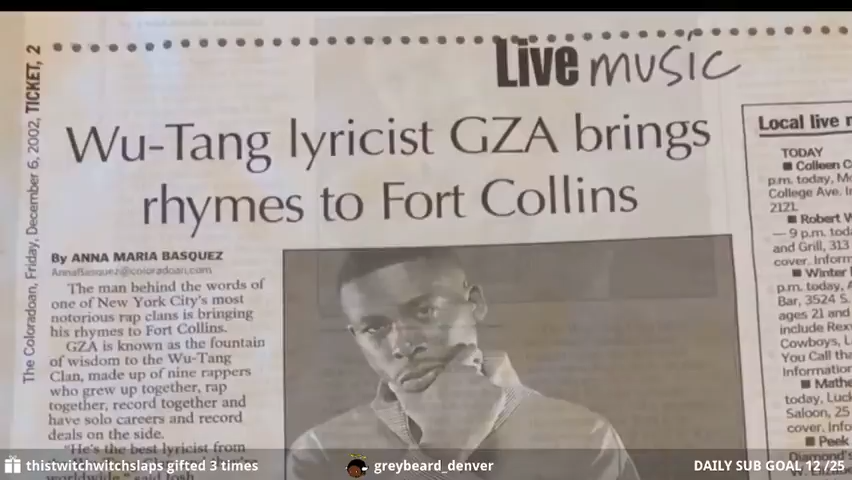 The Coloradoan, Friday, December 6, 2002, TICKET, 2
Live music
Wu-Tang lyricist GZA brings
rhymes to Fort Collins
By ANNA MARIA BASQUEZ
AnnaBasquez@coloradoan.com
The man behind the words of
one of New York City's most
notorious rap clans is bringing
his rhymes to Fort Collins.
GZA is known as the fountain
of wisdom to the Wu-Tang
Clan, made up of nine rappers
who grew up together, rap
together, record together and
have solo careers and record
deals on the side.
"He's the best lyricist from
Local live
TODAY
■ Colleen
p.m. today,
College Ave.
2121.
■ Robert
— 9 p.m.
and Grill, 313
cover.
■ Winter
p.m. today,
Bar, 3524 S.
ages 21 and
include
Cowboys,
You Call
■
today,
Saloon, 25
cover.
■ Peek
Diamond's
thistwitchwitchslaps gifted 3 times
greybeard_denver
DAILY SUB GOAL 12 /25